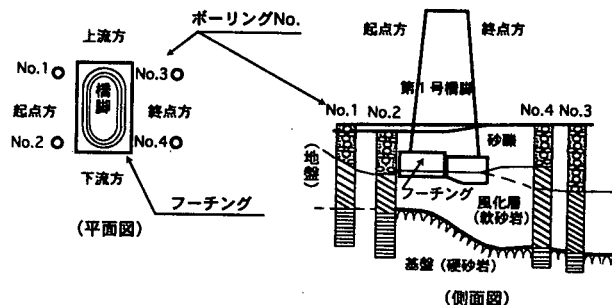 上流方
ボーリングNo.
No.1
No.3
橋脚
起点方
終点方
No.2
No.4
下流方
フーチング
(平面図)
起点方
終点方
第1号橋脚
No.1
No.2
No.4
No.3
砂礫
(地盤)
フーチング
風化層
(軟砂岩)
基盤(硬砂岩)
(側面図)